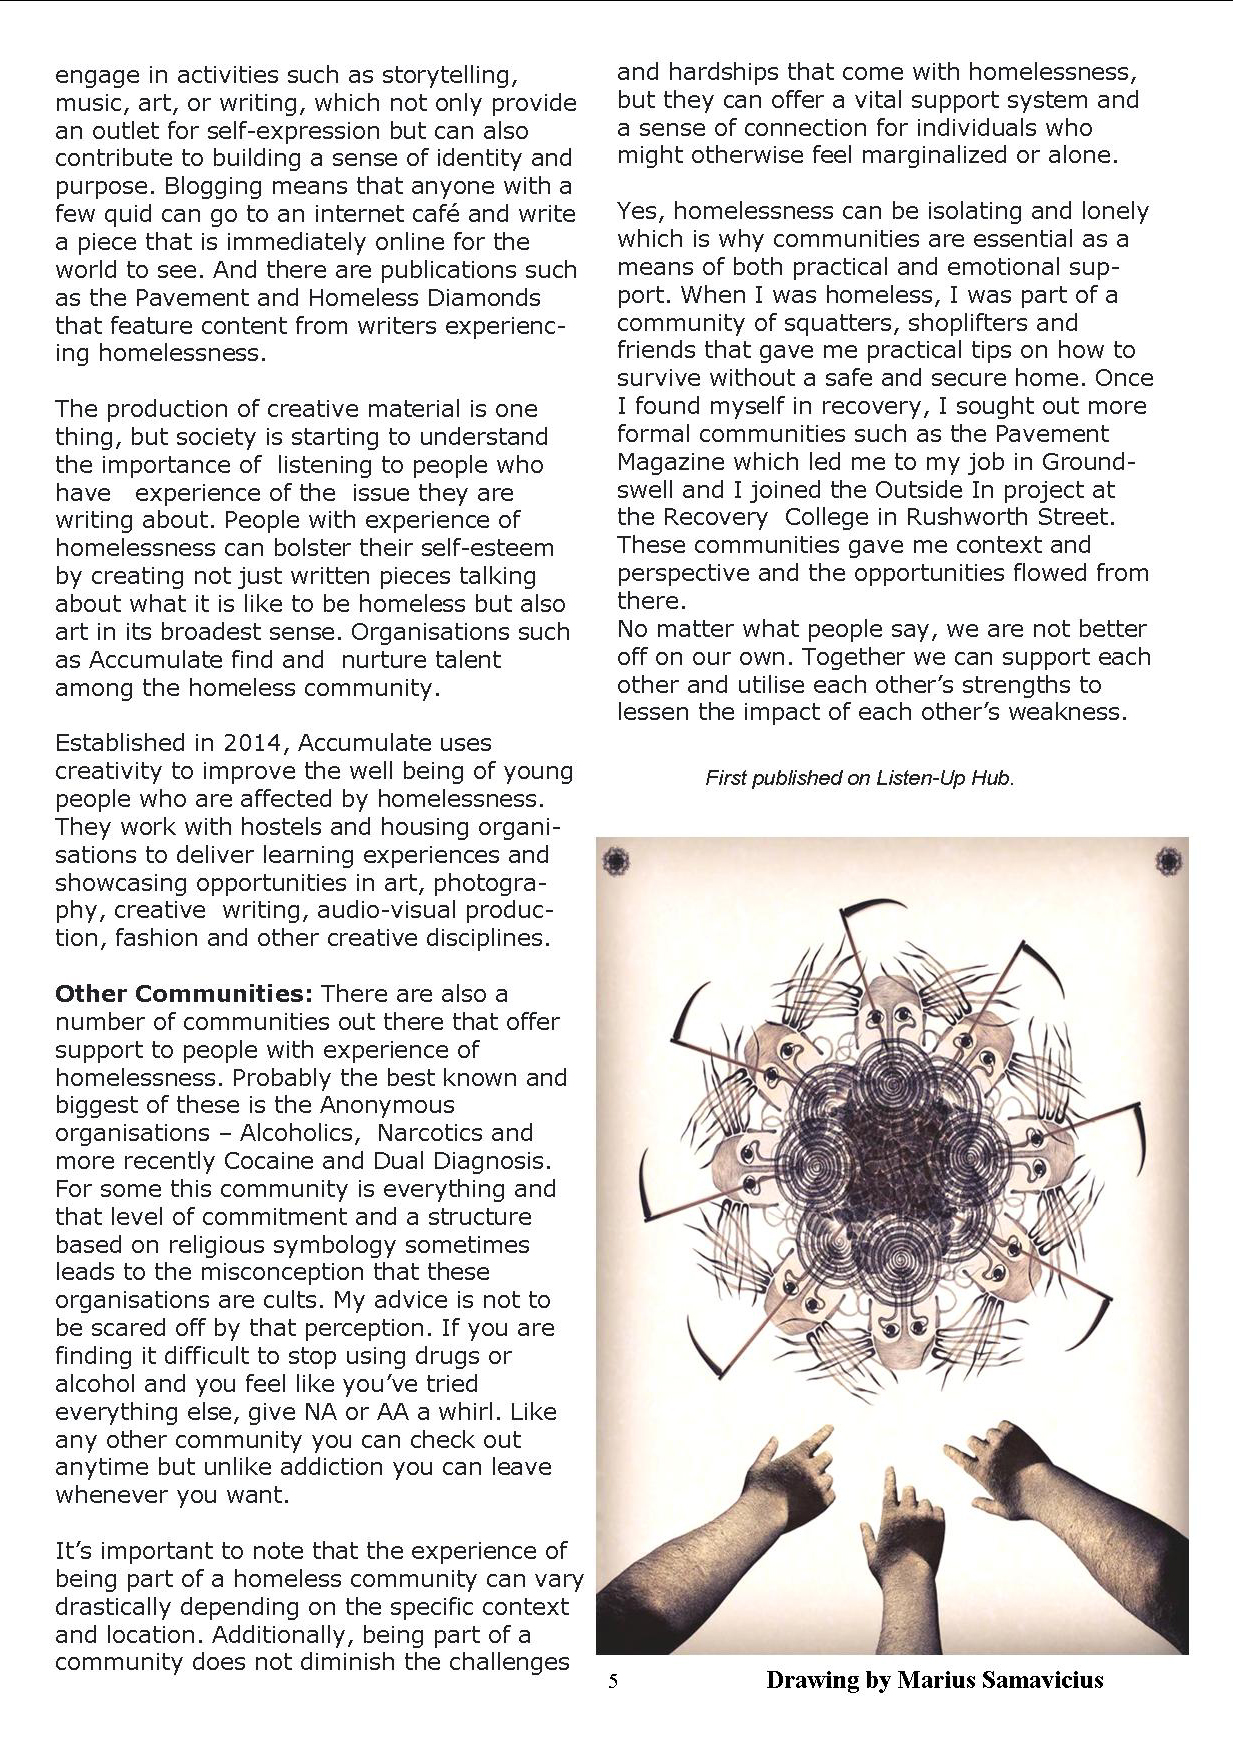 engage in activities such as storytelling,
music, art, or writing, which not only provide
an outlet for self-expression but can also
contribute to building a sense of identity and
purpose. Blogging means that anyone with a
few quid can go to an internet café and write
a piece that is immediately online for the
world to see. And there are publications such
as the Pavement and Homeless Diamonds
that feature content from writers experienc-
ing homelessness.

The production of creative material is one
thing, but society is starting to understand
the importance of  listening to people who
have   experience of the  issue they are
writing about. People with experience of
homelessness can bolster their self-esteem
by creating not just written pieces talking
about what it is like to be homeless but also
art in its broadest sense. Organisations such
as Accumulate find and  nurture talent
among the homeless community.

Established in 2014, Accumulate uses
creativity to improve the well being of young
people who are affected by homelessness.
They work with hostels and housing organi-
sations to deliver learning experiences and
showcasing opportunities in art, photogra-
phy, creative  writing, audio-visual produc-
tion, fashion and other creative disciplines.

Other Communities: There are also a
number of communities out there that offer
support to people with experience of
homelessness. Probably the best known and
biggest of these is the Anonymous
organisations – Alcoholics,  Narcotics and
more recently Cocaine and Dual Diagnosis.
For some this community is everything and
that level of commitment and a structure
based on religious symbology sometimes
leads to the misconception that these
organisations are cults. My advice is not to
be scared off by that perception. If you are
finding it difficult to stop using drugs or
alcohol and you feel like you’ve tried
everything else, give NA or AA a whirl. Like
any other community you can check out
anytime but unlike addiction you can leave
whenever you want.

It’s important to note that the experience of
being part of a homeless community can vary
drastically depending on the specific context
and location. Additionally, being part of a
community does not diminish the challenges
and hardships that come with homelessness,
but they can offer a vital support system and
a sense of connection for individuals who
might otherwise feel marginalized or alone.

Yes, homelessness can be isolating and lonely
which is why communities are essential as a
means of both practical and emotional sup-
port. When I was homeless, I was part of a
community of squatters, shoplifters and
friends that gave me practical tips on how to
survive without a safe and secure home. Once
I found myself in recovery, I sought out more
formal communities such as the Pavement
Magazine which led me to my job in Ground-
swell and I joined the Outside In project at
the Recovery  College in Rushworth Street.
These communities gave me context and
perspective and the opportunities flowed from
there.
No matter what people say, we are not better
off on our own. Together we can support each
other and utilise each other’s strengths to
lessen the impact of each other’s weakness.

First published on Listen-Up Hub.

5
Drawing by Marius Samavicius